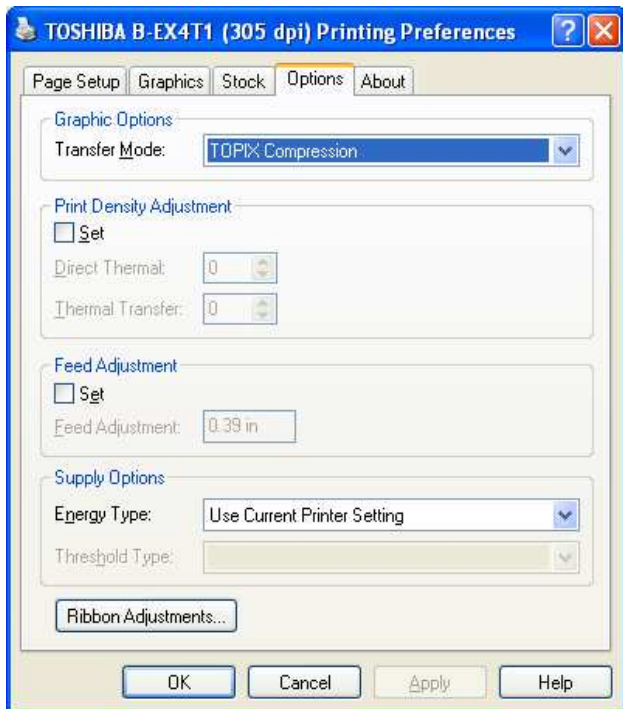 TOSHIBA B-EX4T1 (305 dpi) Printing Preferences ?
Page Setup Graphics Stock Options About
Graphic Options
Transfer Mode: TOPIX Compression
Print Density Adjustment
Set
Direct Thermal: 0
Thermal Transfer: 0
Feed Adjustment
Set
Feed Adjustment: 0.39 in
Supply Options
Energy Type: Use Current Printer Setting
Threshold Type:
Ribbon Adjustments...
OK Cancel Apply Help